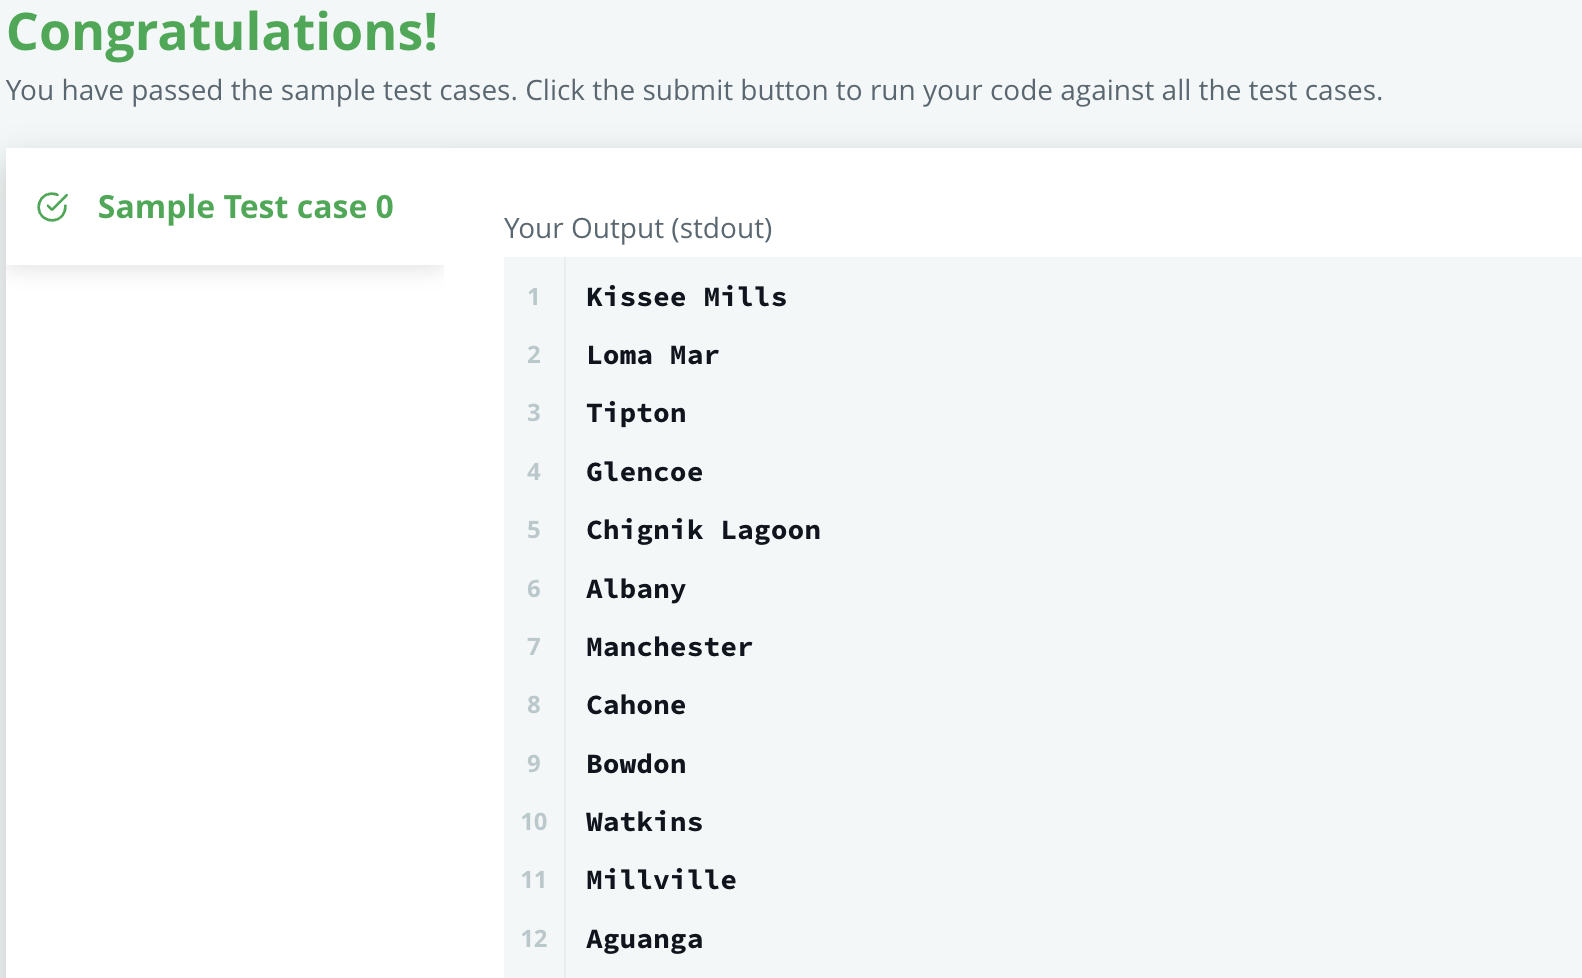 Congratulations!
You have passed the sample test cases. Click the submit button to run your code against all the test cases.
Sample Test case 0
Your Output (stdout)
1 Kissee Mills
2 Loma Mar
3 Tipton
4 Glencoe
5 Chignik Lagoon
6 Albany
7 Manchester
8 Cahone
9 Bowdon
10 Watkins
11 Millville
12 Aguanga